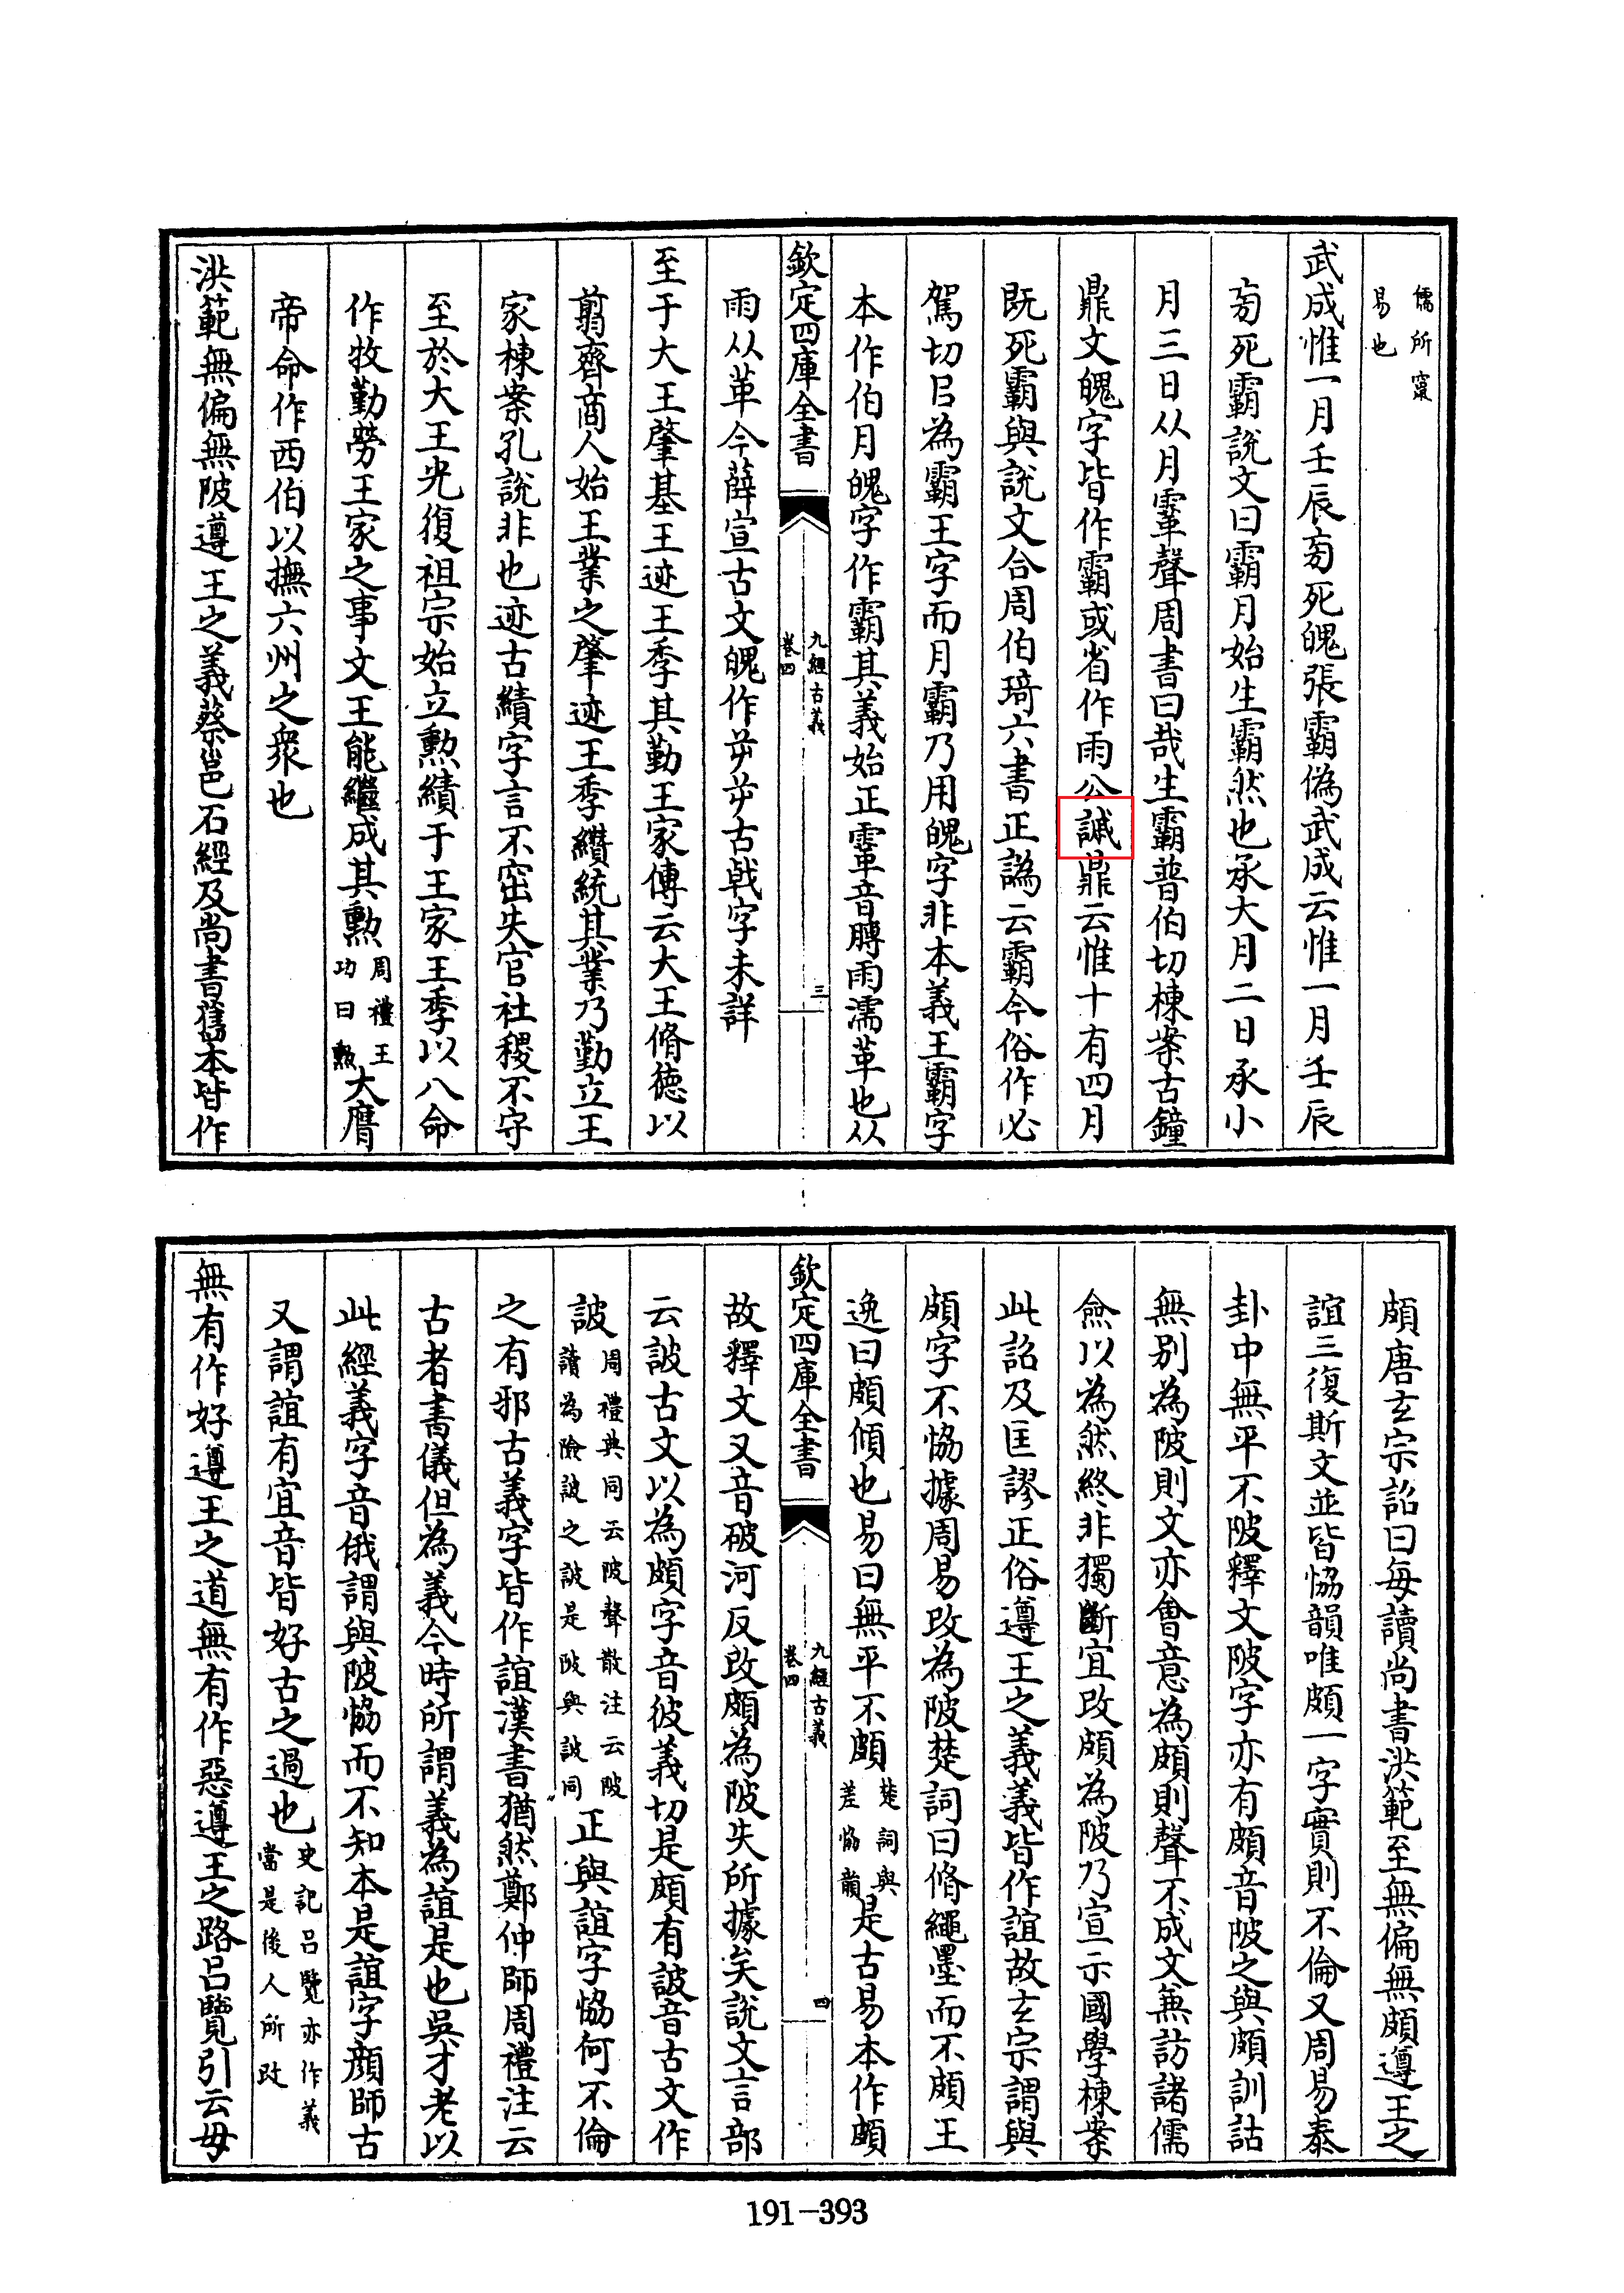 儒所竄
易也
武成惟一月壬辰㫄死魄張霸偽武成云惟一月壬辰
㫄死霸說文曰霸月始生霸然也承大月二日承小
月三日从月䨣聲周書曰哉生霸普伯切棟案古鐘
鼎文魄字皆作霸或省作雨公諴鼎云惟十有四月
既死霸與說文合周伯琦六書正譌云霸今俗作必
駕切㠯為霸王字而月霸乃用魄字非本義王霸字
本作伯月魄字作霸其義始正䨣音膊雨濡革也从
欽定四庫全書
九經古義
卷四
三
雨从革今薛宣古文魄作𡴎𡴎古戟字未詳
至于大王肇基王迹王季其勤王家傳云大王脩徳以
翦齊商人始王業之肇迹王季纘統其業乃勤立王
家棟案孔說非也迹古績字言不窋失官社稷不守
至於大王光復祖宗始立勲績于王家王季以八命
作牧勤勞王家之事文王能繼成其勲周禮王功曰勲大膺
帝命作西伯以撫六州之衆也
洪範無偏無陂遵王之義蔡邕石經及尚書舊本皆作
頗唐玄宗詔曰每讀尚書洪範至無偏無頗遵王之
誼三復斯文並皆恊韻唯頗一字實則不倫又周易泰
卦中無平不陂釋文陂字亦有頗音陂之與頗訓詁
無別為陂則文亦㑹意為頗則聲不成文兼訪諸儒
僉以為然終非獨斷宜改頗為陂乃宣示國學棟案
此詔及匡謬正俗遵王之義義皆作誼故玄宗謂與
頗字不恊據周易改為陂楚詞曰脩繩墨而不頗王
逸曰頗傾也易曰無平不頗楚詞與差恊韻是古易本作頗
欽定四庫全書
九經古義
卷四
四
故釋文又音破河反改頗為陂失所據矣說文言部
云詖古文以為頗字音彼義切是頗有詖音古文作
詖周禮典同云陂聲散注云陂讀為險詖之詖是陂與詖同正與誼字恊何不倫
之有邪古義字皆作誼漢書猶然鄭仲師周禮注云
古者書儀但為義今時所謂義為誼是也吳才老以
此經義字音俄謂與陂恊而不知本是誼字顔師古
又謂誼有宜音皆好古之過也史記吕覽亦作義當是後人所改
無有作好遵王之道無有作惡遵王之路吕覽引云毋
191-393